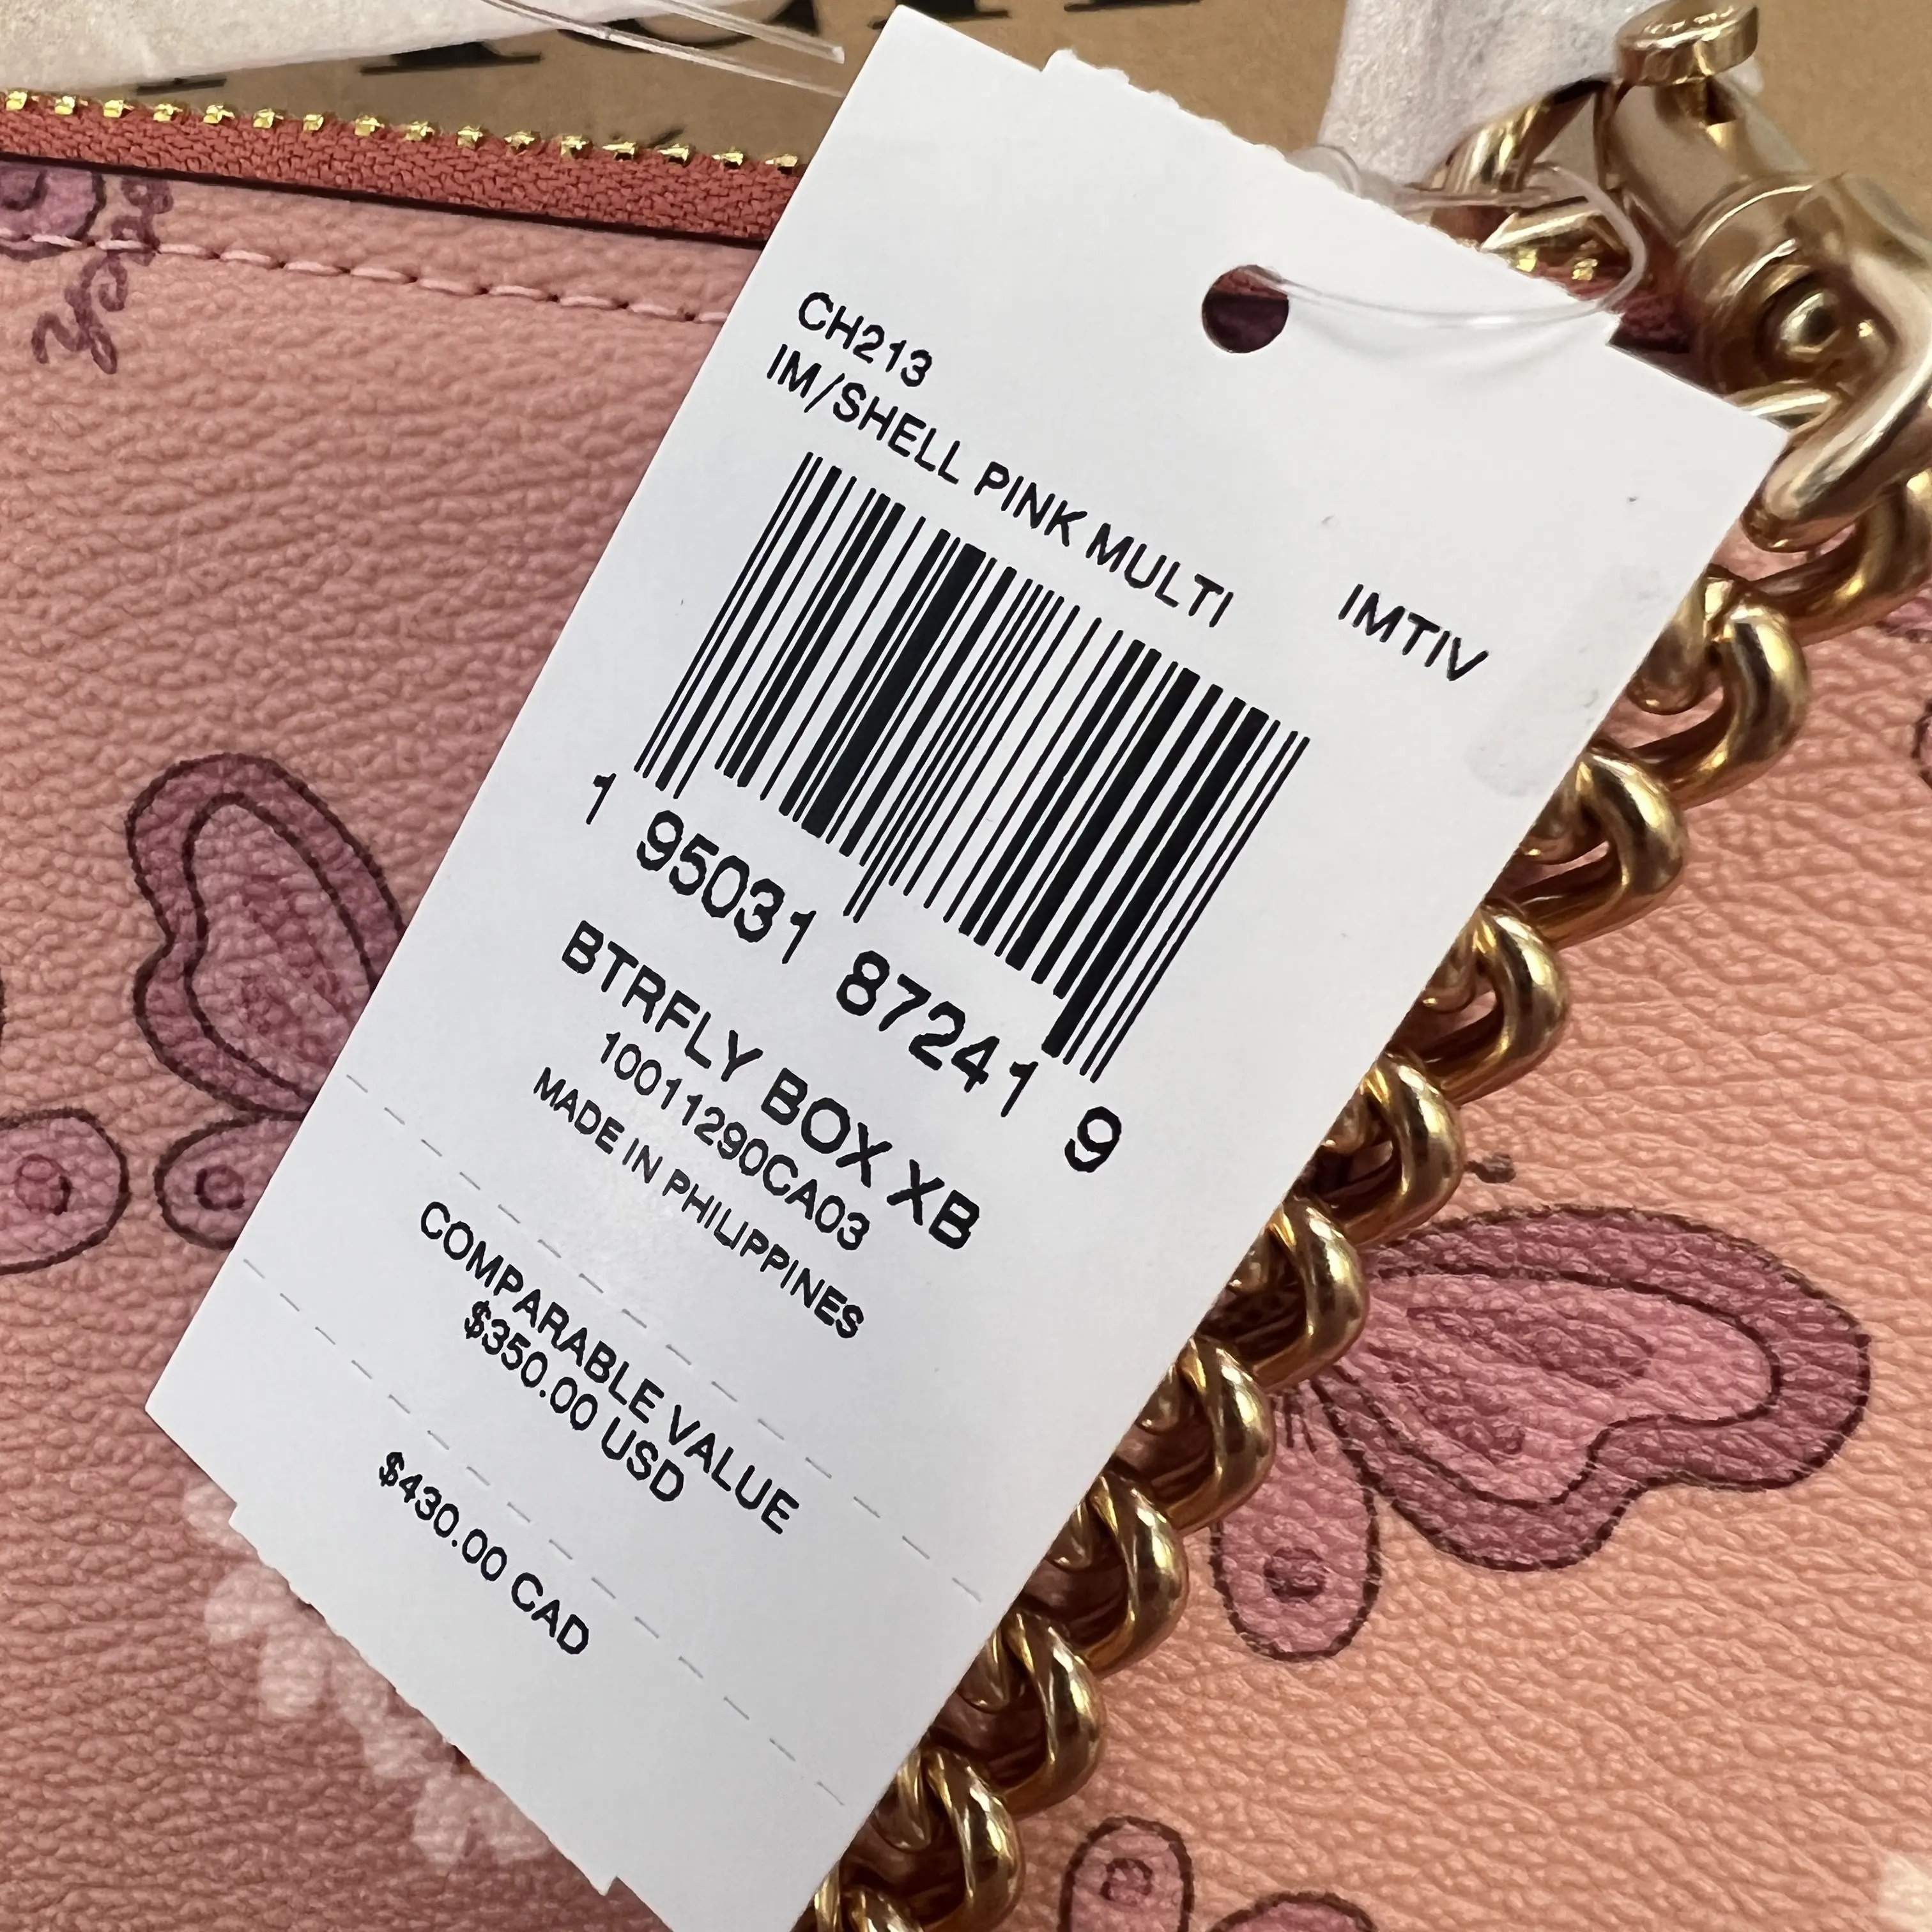 CH213
IM/SHELL PINK MULTI IMTIV
1 95031 87241 9
BTRFLY BOX XB
10011290CA03
MADE IN PHILIPPINES
COMPARABLE VALUE
$350.00 USD
$430.00 CAD